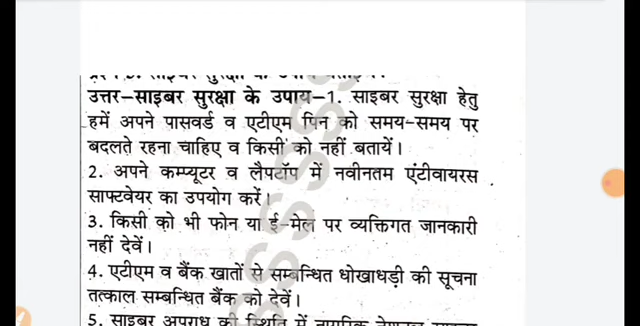 उत्तर–साइबर सुरक्षा के उपाय–1. साइबर सुरक्षा हेतु
हमें अपने पासवर्ड व एटीएम पिन को समय-समय पर
बदलते रहना चाहिए व किसी को नहीं बतायें।
2. अपने कम्प्यूटर व लैपटॉप में नवीनतम एंटीवायरस
साफ्टवेयर का उपयोग करें।
3. किसी को भी फोन या ई-मेल पर व्यक्तिगत जानकारी
नहीं देवें।
4. एटीएम व बैंक खातों से सम्बन्धित धोखाधड़ी की सूचना
तत्काल सम्बन्धित बैंक को देवें।
5. साइबर अपराध की स्थिति में